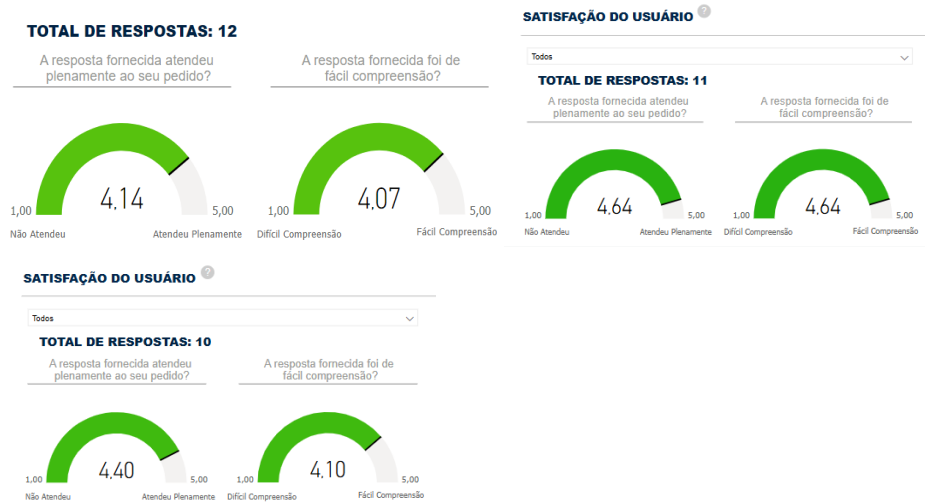 TOTAL DE RESPOSTAS: 12
A resposta fornecida atendeu
plenamente ao seu pedido?
A resposta fornecida foi de
fácil compreensão?
4,14
1,00
5,00
Não Atendeu
Atendeu Plenamente
4,07
1,00
5,00
Difícil Compreensão
Fácil Compreensão
SATISFAÇÃO DO USUÁRIO ?
Todos
TOTAL DE RESPOSTAS: 11
A resposta fornecida atendeu
plenamente ao seu pedido?
A resposta fornecida foi de
fácil compreensão?
4,64
1,00
5,00
Não Atendeu
Atendeu Plenamente
4,64
1,00
5,00
Difícil Compreensão
Fácil Compreensão
SATISFAÇÃO DO USUÁRIO ?
Todos
TOTAL DE RESPOSTAS: 10
A resposta fornecida atendeu
plenamente ao seu pedido?
A resposta fornecida foi de
fácil compreensão?
4,40
1,00
5,00
Não Atendeu
Atendeu Plenamente
4,10
1,00
5,00
Difícil Compreensão
Fácil Compreensão